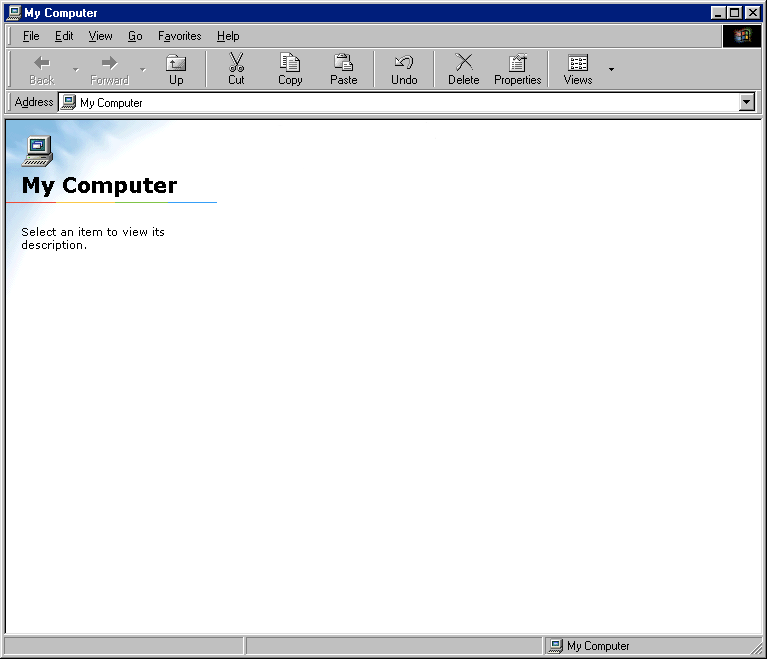 My Computer
File Edit View Go Favorites Help
Back Forward Up Cut Copy Paste Undo Delete Properties Views
Address My Computer
My Computer
Select an item to view its
description.
My Computer